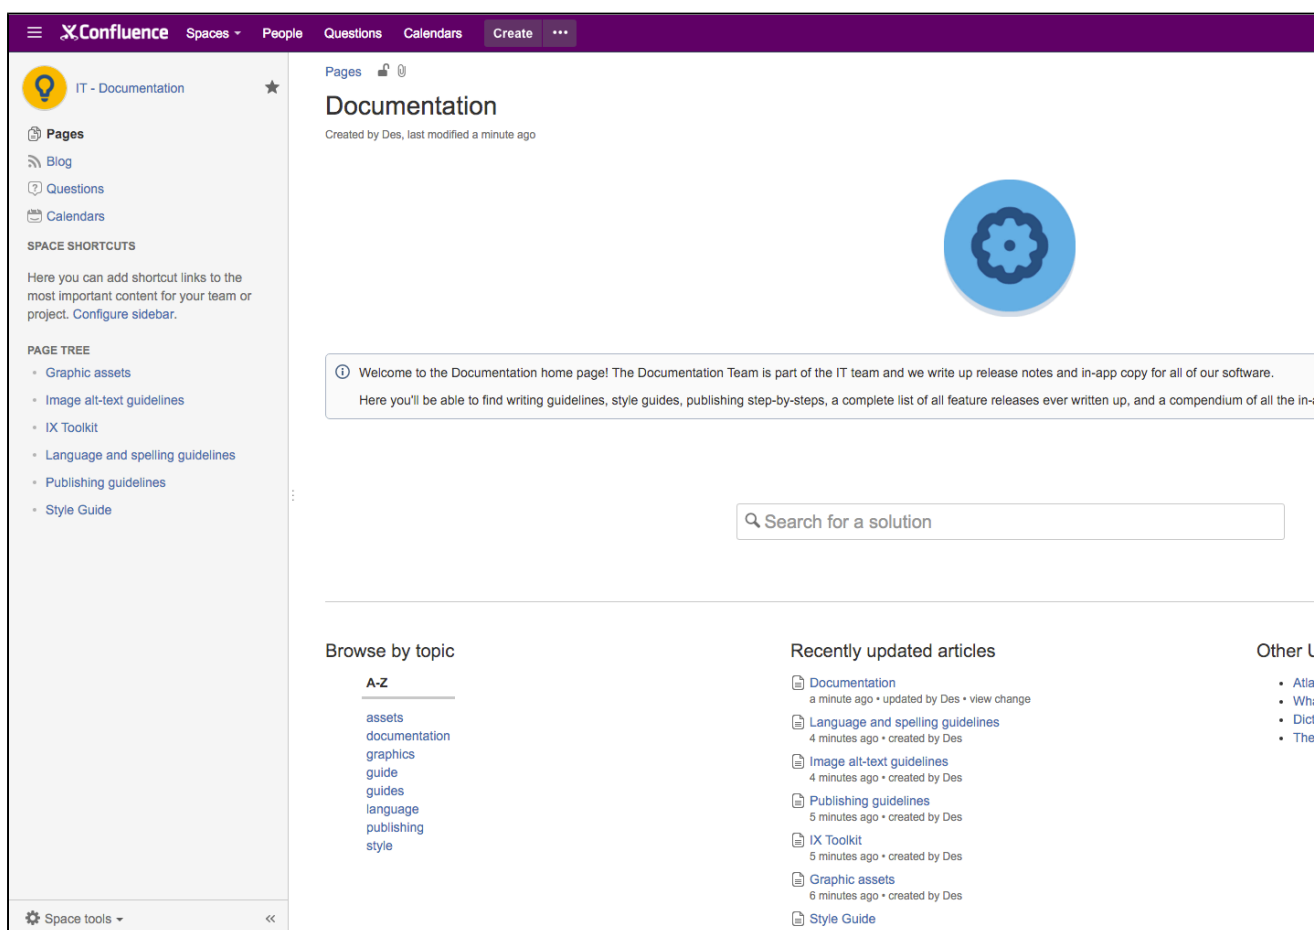 Confluence Spaces People Questions Calendars Create •••
IT - Documentation
Pages
Blog
Questions
Calendars
SPACE SHORTCUTS
Here you can add shortcut links to the
most important content for your team or
project. Configure sidebar.
PAGE TREE
Graphic assets
Image alt-text guidelines
IX Toolkit
Language and spelling guidelines
Publishing guidelines
Style Guide
Space tools
Pages
Documentation
Created by Des, last modified a minute ago
Welcome to the Documentation home page! The Documentation Team is part of the IT team and we write up release notes and in-app copy for all of our software.
Here you'll be able to find writing guidelines, style guides, publishing step-by-steps, a complete list of all feature releases ever written up, and a compendium of all the in-
Search for a solution
Browse by topic
A-Z
assets
documentation
graphics
guide
guides
language
publishing
style
Recently updated articles
Documentation
a minute ago • updated by Des • view change
Language and spelling guidelines
4 minutes ago • created by Des
Image alt-text guidelines
4 minutes ago • created by Des
Publishing guidelines
5 minutes ago • created by Des
IX Toolkit
5 minutes ago • created by Des
Graphic assets
6 minutes ago • created by Des
Style Guide
Other
The